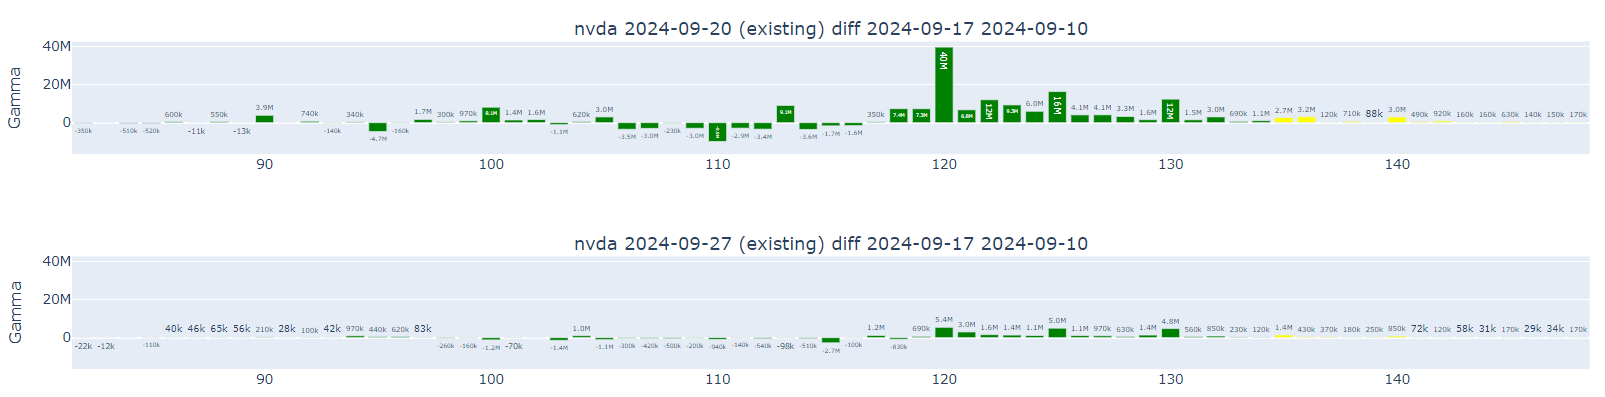 nvda 2024-09-20 (existing) diff 2024-09-17 2024-09-10
Gamma
40M
20M
0
-350k -510k -520k 600k -11k 550k -13k 3.9M 740k -140k 340k -4.7M -160k 1.7M 300k 970k 8.1M 1.4M 1.6M -1.1M 620k 3.0M -3.5M -3.0M -230k -3.0M -2.9M -3.4M 9.1M -3.6M -1.7M -1.6M 350k 7.4M 7.3M 40M 6.8M 12M 9.3M 6.0M 16M 4.1M 4.1M 3.3M 1.6M 12M 1.5M 3.0M 690k 1.1M 2.7M 3.2M 120k 710k 88k 3.0M 490k 920k 160k 160k 630k 140k 150k 170k
90 100 110 120 130 140
nvda 2024-09-27 (existing) diff 2024-09-17 2024-09-10
Gamma
40M
20M
0
-22k -12k -110k 40k 46k 65k 56k 210k 28k 100k 42k 970k 440k 620k 83k -260k -160k -1.2M -70k -1.4M 1.0M -1.1M -300k -420k -500k -200k -940k -140k -540k -98k -510k -2.7M -100k 1.2M -830k 690k 5.4M 3.0M 1.6M 1.4M 1.1M 5.0M 1.1M 970k 630k 1.4M 4.8M 560k 850k 230k 120k 1.4M 430k 370k 180k 250k 850k 72k 120k 58k 31k 170k 29k 34k 170k
90 100 110 120 130 140